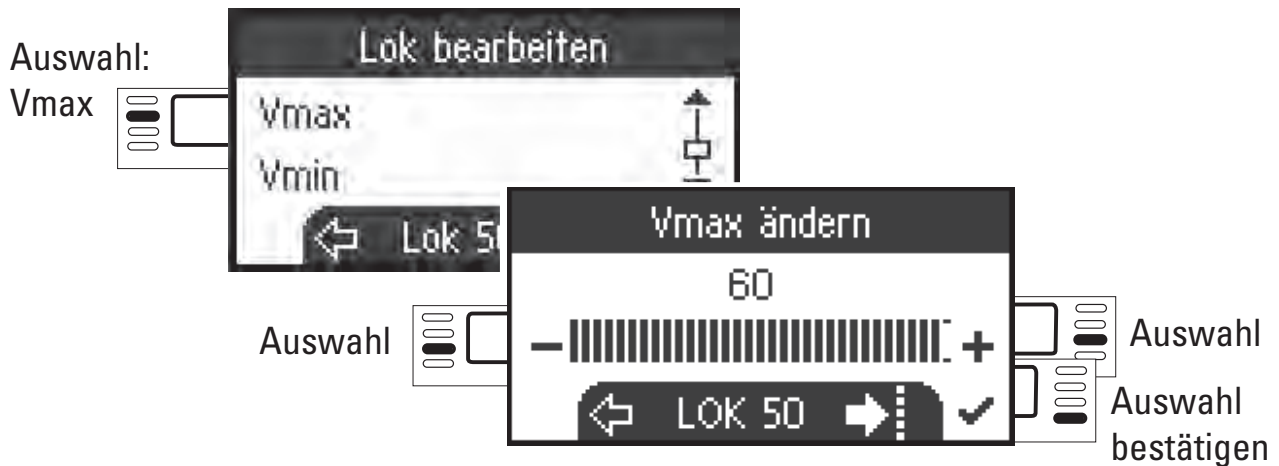 Auswahl:
Vmax
Lok bearbeiten
Vmax
Vmin
Lok 5
Vmax ändern
60
LOK 50
Auswahl
Auswahl
Auswahl
bestätigen